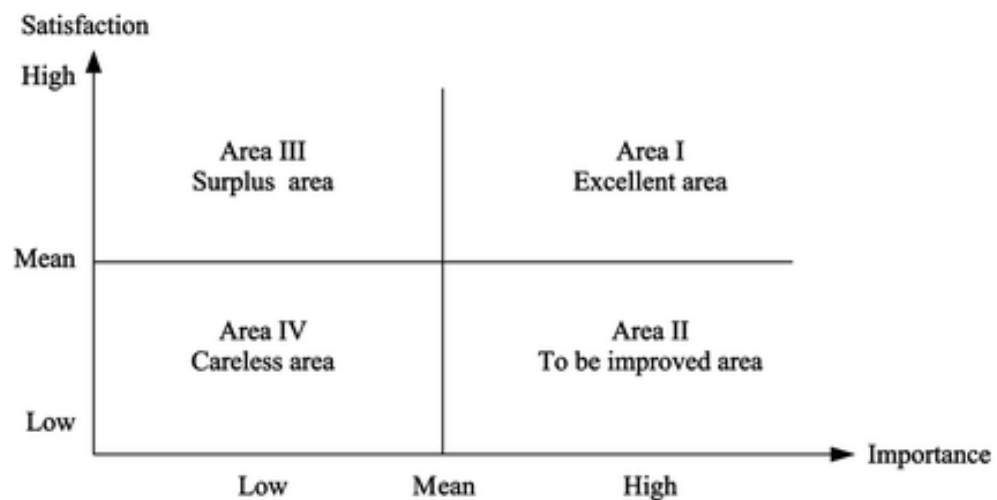 Satisfaction
High
Area III
Surplus area
Area I
Excellent area
Mean
Area IV
Careless area
Area II
To be improved area
Low
Importance
Low
Mean
High